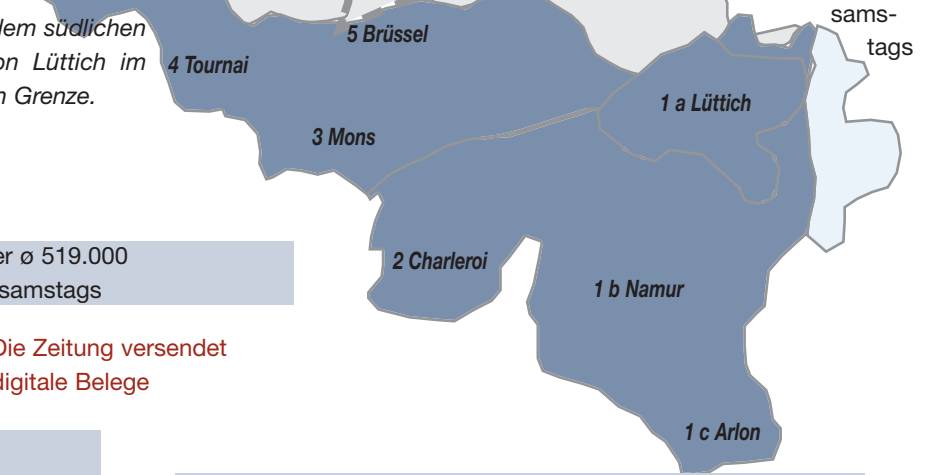 dem südlichen
on Lüttich im
n Grenze.
sams-
tags
5 Brüssel
4 Tournai
1 a Lüttich
3 Mons
2 Charleroi
1 b Namur
1 c Arlon
er ø 519.000
samstags
Die Zeitung versendet
digitale Belege